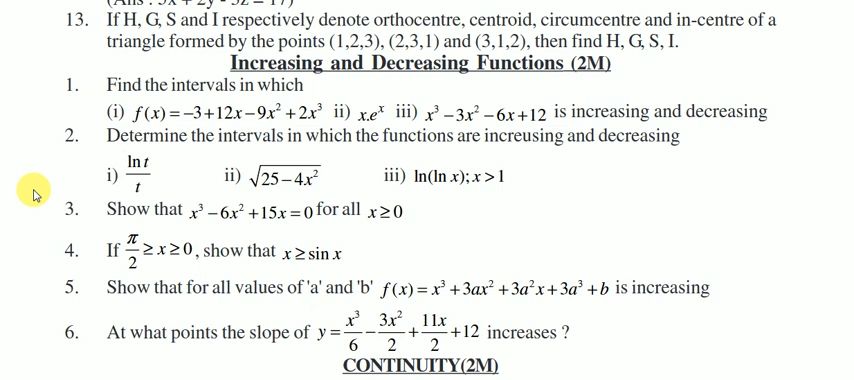 (Ans : 5x + 2y - 3z = 17)
13. If H, G, S and I respectively denote orthocentre, centroid, circumcentre and in-centre of a
triangle formed by the points (1,2,3), (2,3,1) and (3,1,2), then find H, G, S, I.
Increasing and Decreasing Functions (2M)
1. Find the intervals in which
(i) f(x) = −3+12x−9x² +2x³ ii) x.eˣ iii) x³ −3x² −6x+12 is increasing and decreasing
2. Determine the intervals in which the functions are increusing and decreasing
i) ln t / t ii) √(25−4x²) iii) ln(ln x); x > 1
3. Show that x³ −6x² +15x = 0 for all x ≥ 0
4. If π/2 ≥ x ≥ 0, show that x ≥ sin x
5. Show that for all values of 'a' and 'b' f(x) = x³ +3ax² +3a²x+3a³ +b is increasing
6. At what points the slope of y = x³/6 − 3x²/2 + 11x/2 +12 increases ?
CONTINUITY(2M)